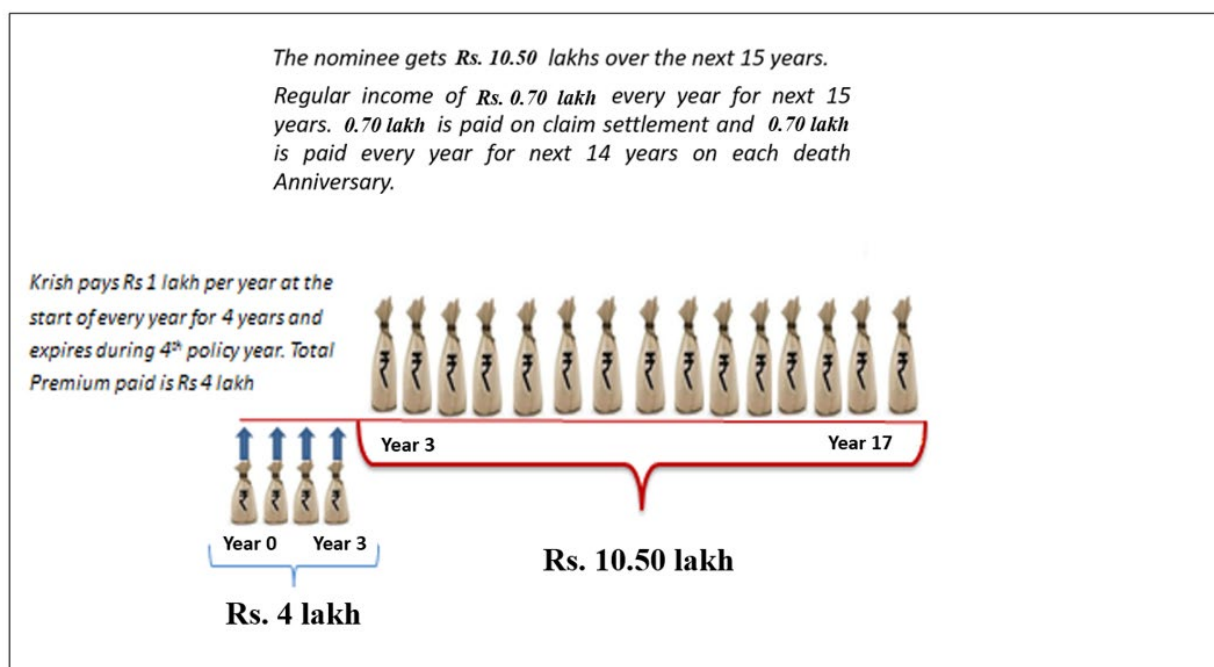 The nominee gets Rs. 10.50 lakhs over the next 15 years.
Regular income of Rs. 0.70 lakh every year for next 15
years. 0.70 lakh is paid on claim settlement and 0.70 lakh
is paid every year for next 14 years on each death
Anniversary.
Krish pays Rs 1 lakh per year at the
start of every year for 4 years and
expires during 4th policy year. Total
Premium paid is Rs 4 lakh
Year 3
Year 17
Year 0
Year 3
Rs. 10.50 lakh
Rs. 4 lakh